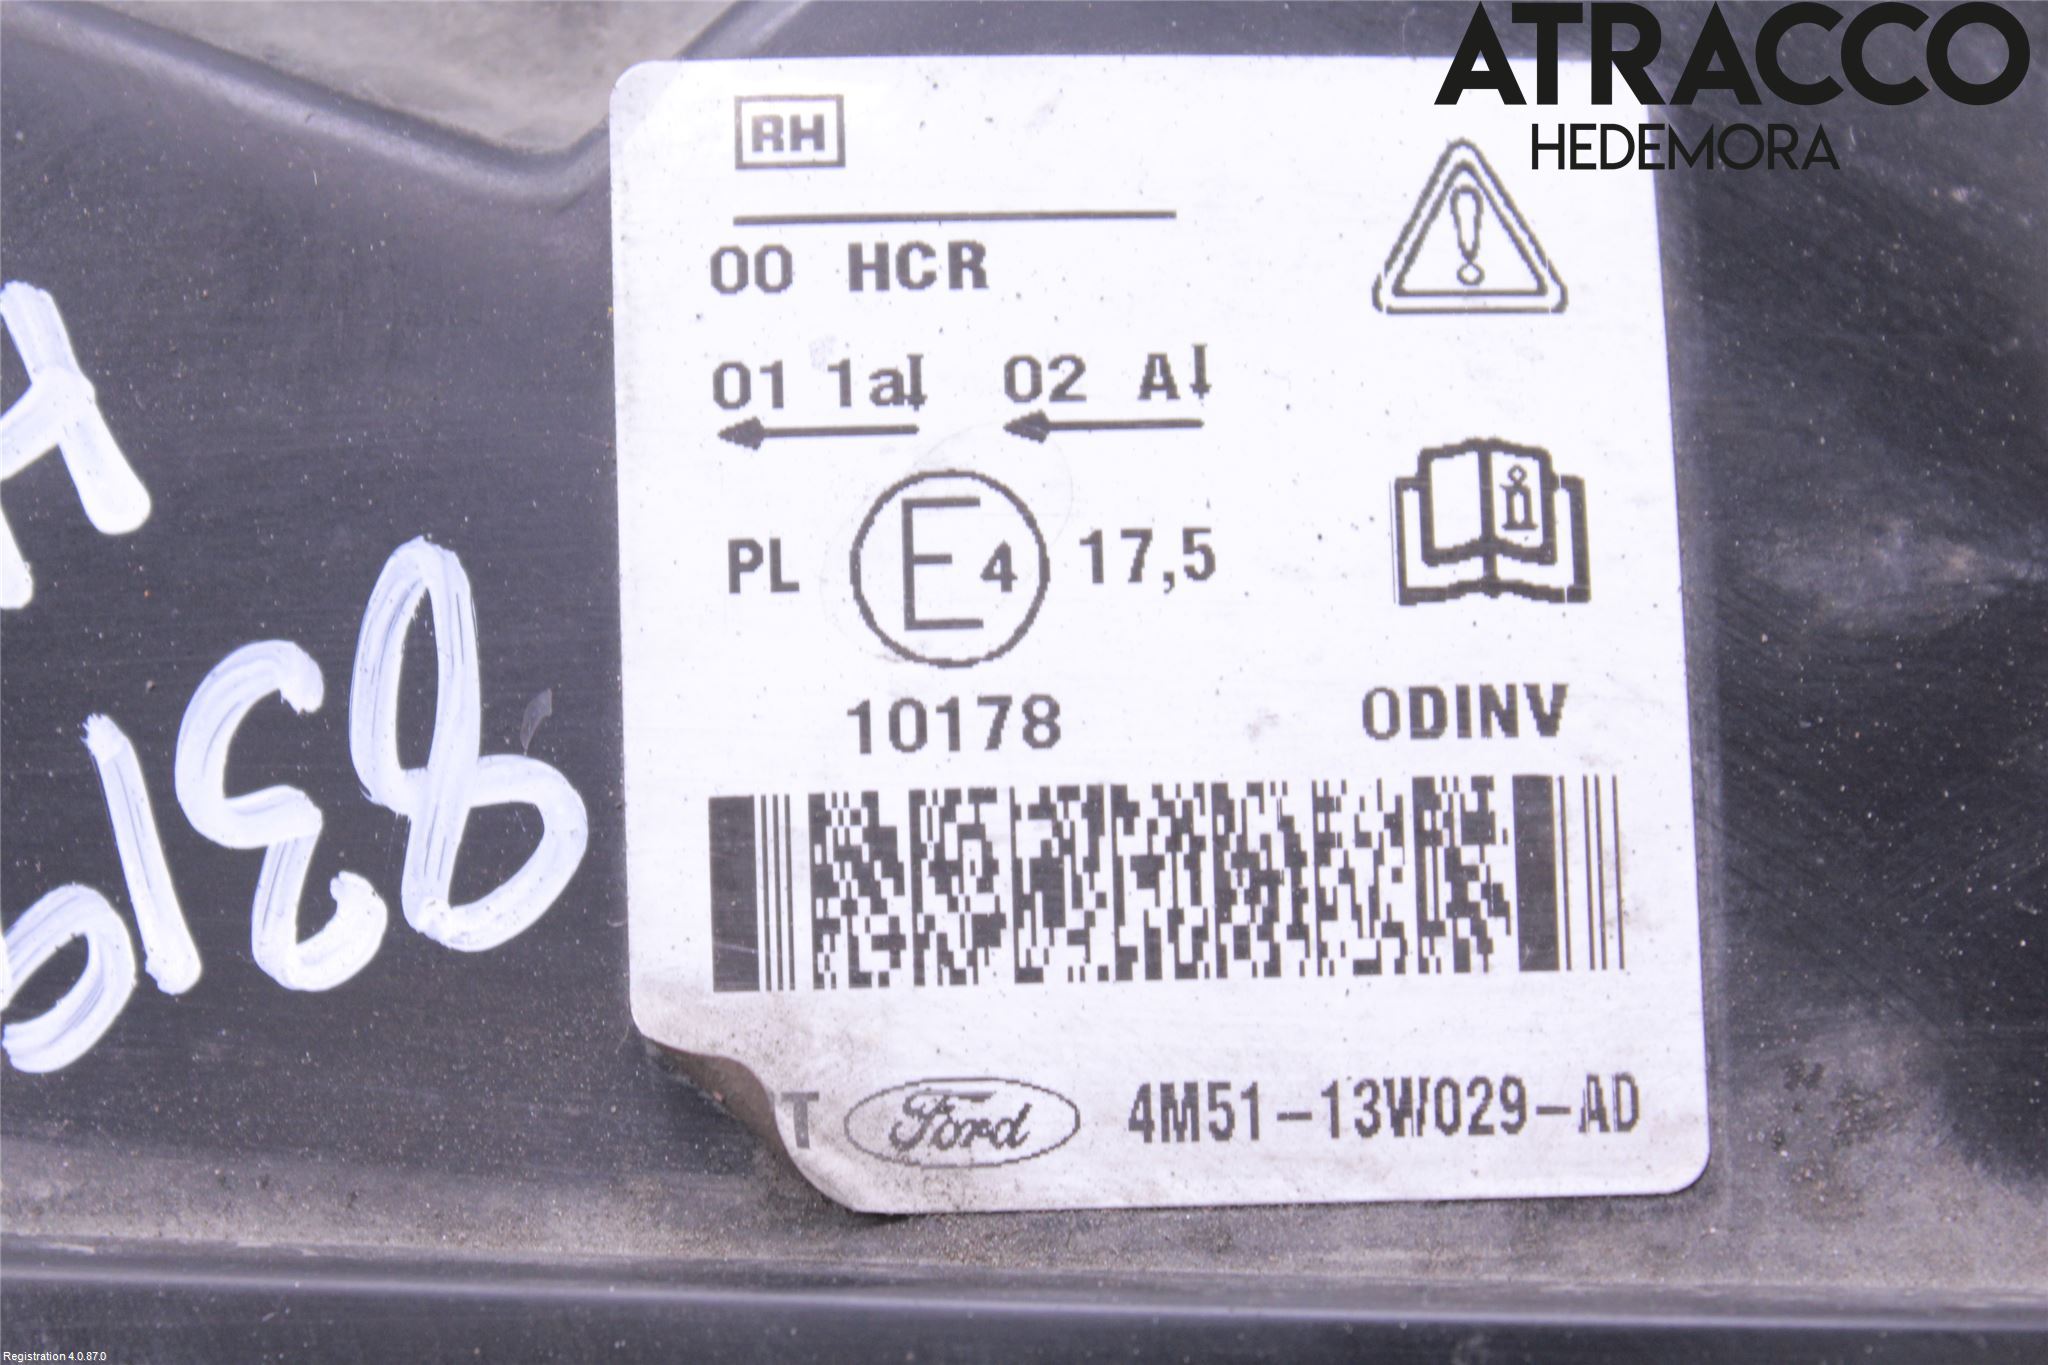 ATRACCO
HEDEMORA
RH
00 HCR
01 1a 02 A
PL E4 17,5
10178
ODINV
T Ford 4M51-13W029-AD
Registration 4.0.87.0